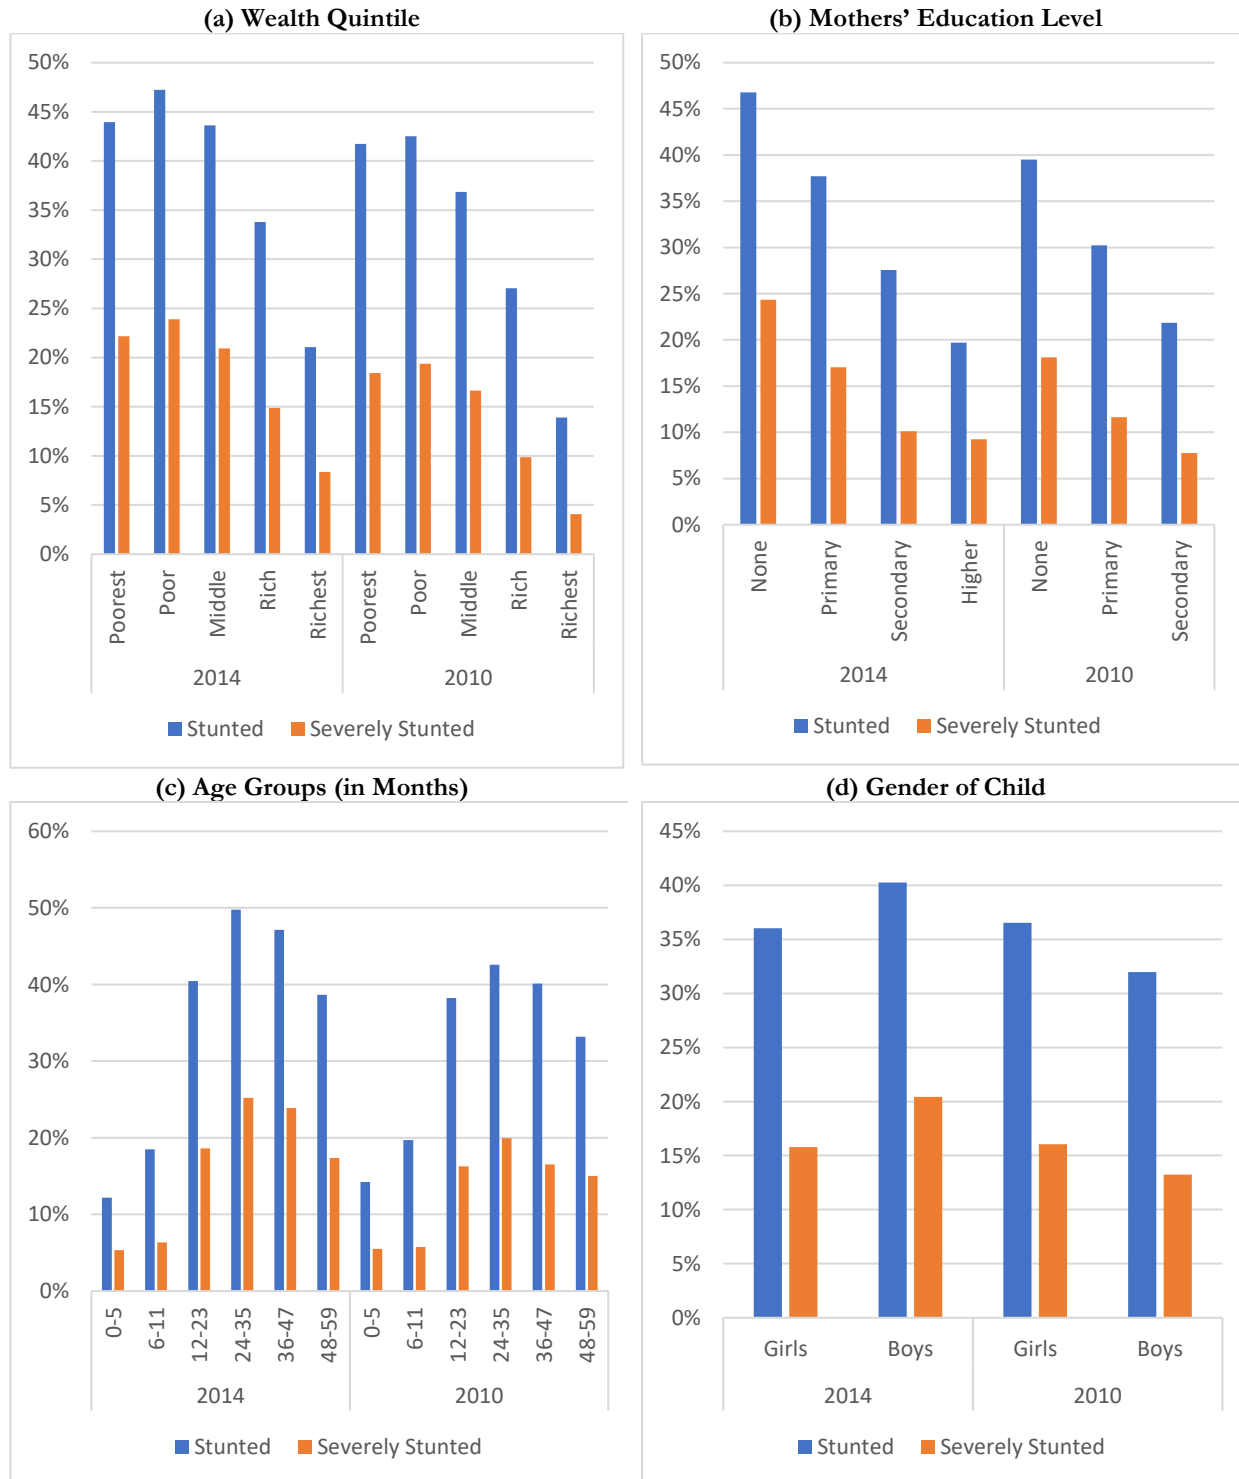 (a) Wealth Quintile
50%
45%
40%
35%
30%
25%
20%
15%
10%
5%
0%
Poorest
Poor
Middle
Rich
Richest
Poorest
Poor
Middle
Rich
Richest
2014
2010
Stunted
Severely Stunted
(b) Mothers' Education Level
50%
45%
40%
35%
30%
25%
20%
15%
10%
5%
0%
None
Primary
Secondary
Higher
None
Primary
Secondary
2014
2010
Stunted
Severely Stunted
(c) Age Groups (in Months)
60%
50%
40%
30%
20%
10%
0%
0-5
6-11
12-23
24-35
36-47
48-59
0-5
6-11
12-23
24-35
36-47
48-59
2014
2010
Stunted
Severely Stunted
(d) Gender of Child
45%
40%
35%
30%
25%
20%
15%
10%
5%
0%
Girls
Boys
Girls
Boys
2014
2010
Stunted
Severely Stunted